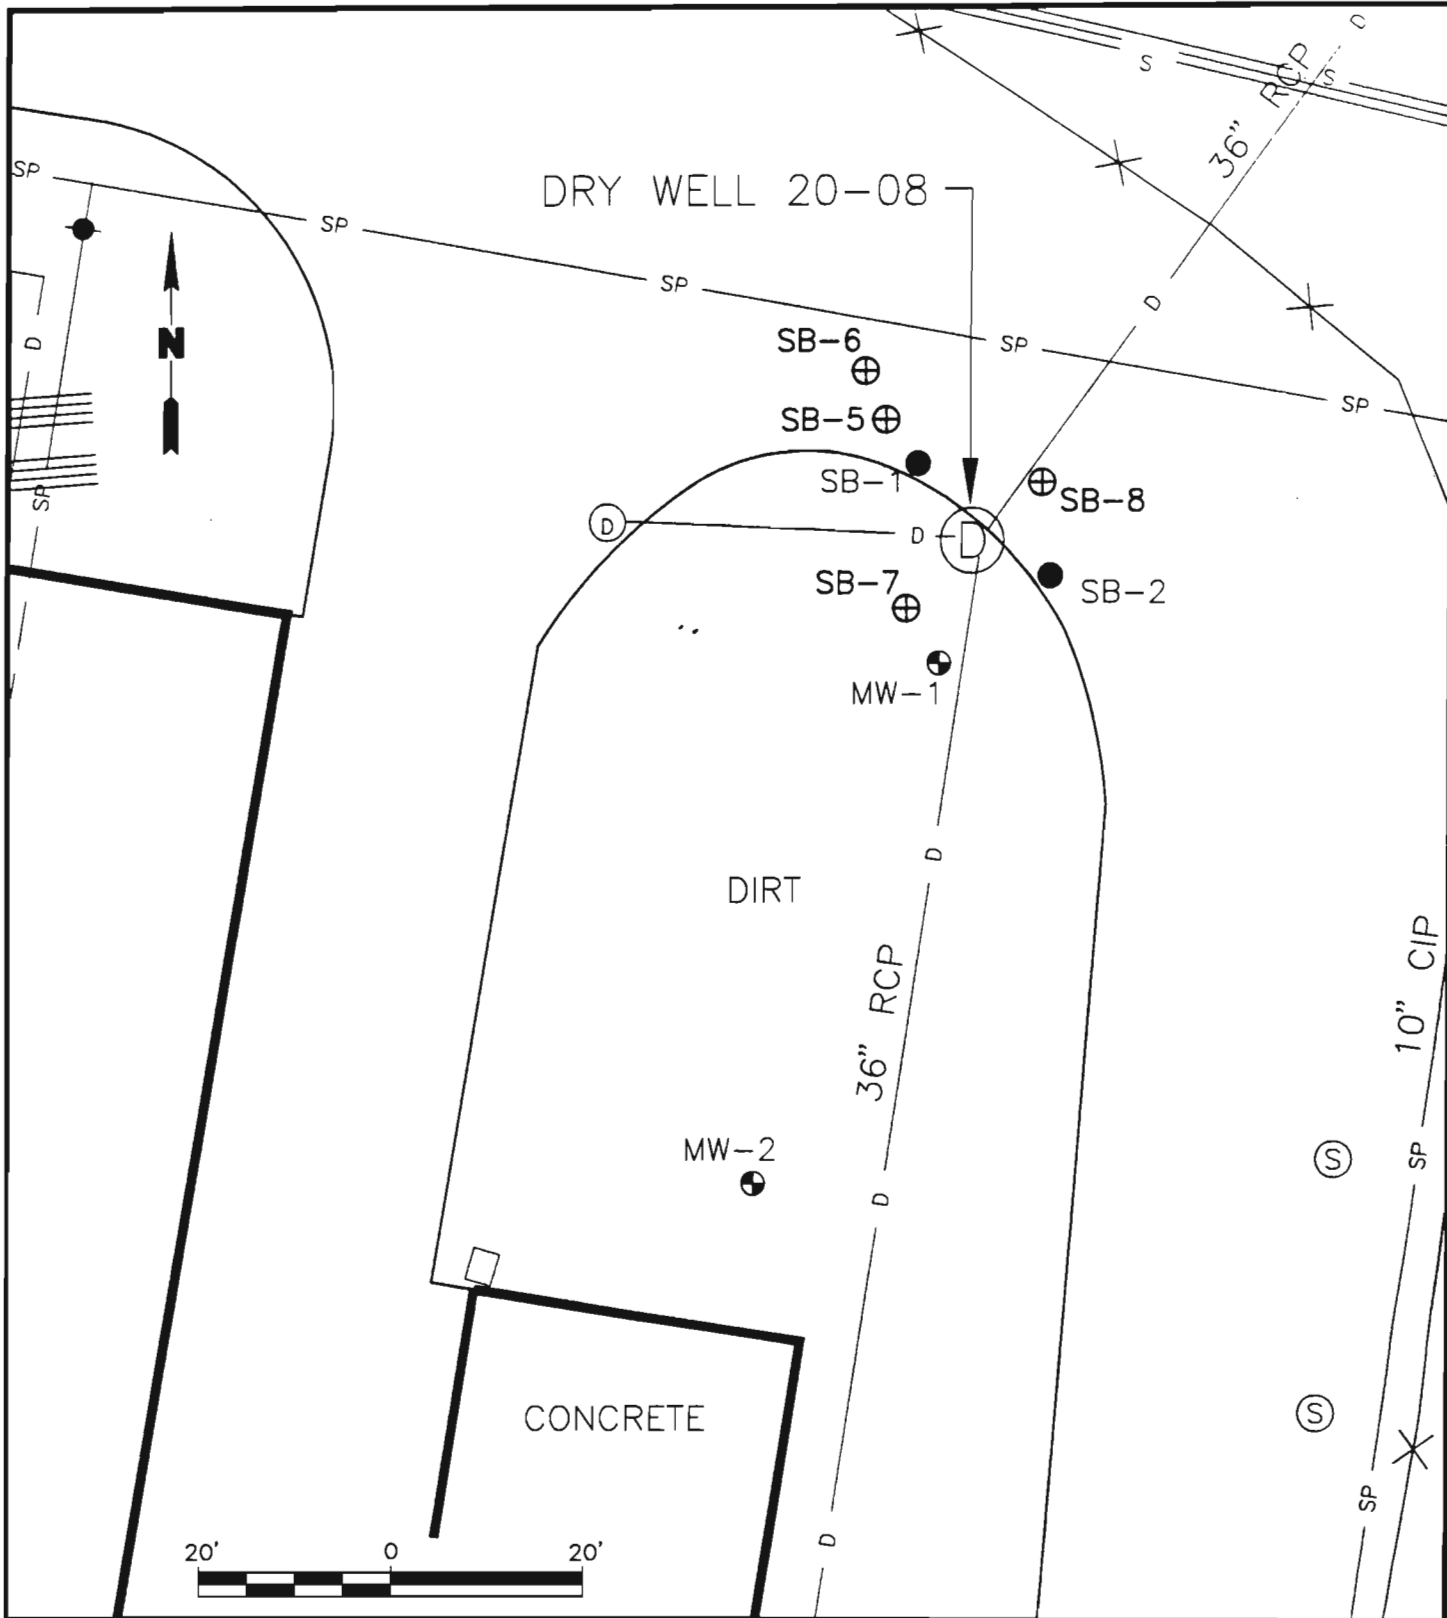 D
S
S
36" RCP
SP
DRY WELL 20-08
SP
SP
D
N
D
SB-6
SP
SB-5
SP
SB-1
SB-8
SP
D
D
D
SB-7
SB-2
MW-1
D
DIRT
36" RCP
10" CIP
MW-2
SP
S
D
CONCRETE
S
SP
D
20' 0 20'